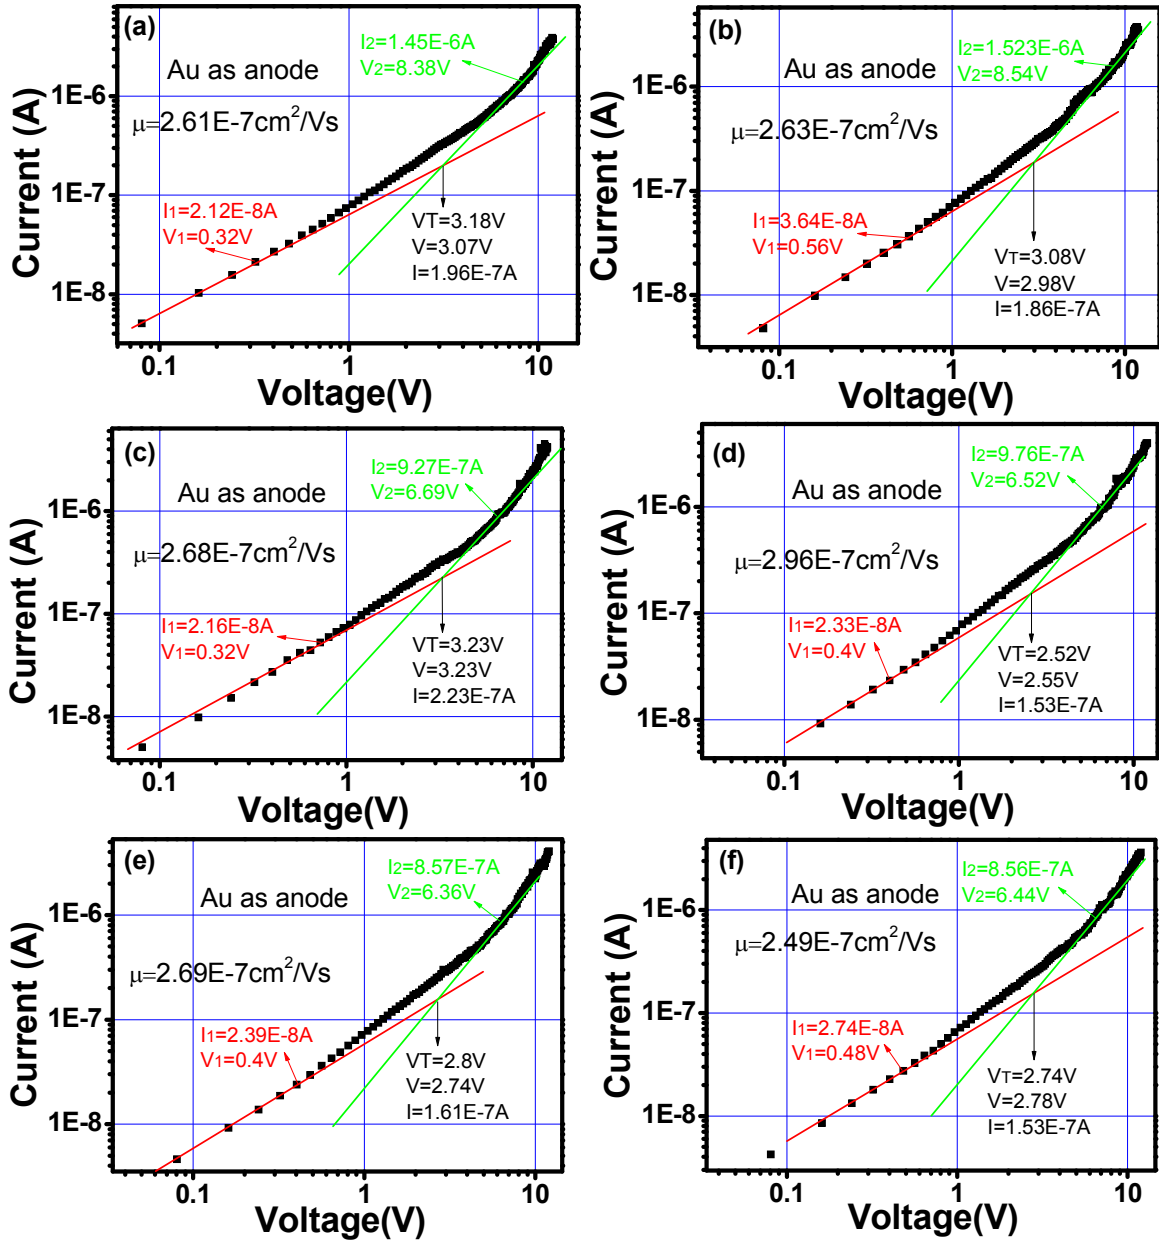 (a)
I2=1.45E-6A
V2=8.38V
Au as anode
μ=2.61E-7cm²/Vs
I1=2.12E-8A
V1=0.32V
VT=3.18V
V=3.07V
I=1.96E-7A
1E-6
1E-7
1E-8
Current (A)
0.1
1
10
Voltage(V)
(b)
I2=1.523E-6A
V2=8.54V
Au as anode
μ=2.63E-7cm²/Vs
I1=3.64E-8A
V1=0.56V
VT=3.08V
V=2.98V
I=1.86E-7A
1E-6
1E-7
1E-8
Current (A)
0.1
1
10
Voltage(V)
(c)
I2=9.27E-7A
V2=6.69V
Au as anode
μ=2.68E-7cm²/Vs
I1=2.16E-8A
V1=0.32V
VT=3.23V
V=3.23V
I=2.23E-7A
1E-6
1E-7
1E-8
Current (A)
0.1
1
10
Voltage(V)
(d)
I2=9.76E-7A
V2=6.52V
Au as anode
μ=2.96E-7cm²/Vs
I1=2.33E-8A
V1=0.4V
VT=2.52V
V=2.55V
I=1.53E-7A
1E-6
1E-7
1E-8
Current (A)
0.1
1
10
Voltage(V)
(e)
I2=8.57E-7A
V2=6.36V
Au as anode
μ=2.69E-7cm²/Vs
I1=2.39E-8A
V1=0.4V
VT=2.8V
V=2.74V
I=1.61E-7A
1E-6
1E-7
1E-8
Current (A)
0.1
1
10
Voltage(V)
(f)
I2=8.56E-7A
V2=6.44V
Au as anode
μ=2.49E-7cm²/Vs
I1=2.74E-8A
V1=0.48V
VT=2.74V
V=2.78V
I=1.53E-7A
1E-6
1E-7
1E-8
Current (A)
0.1
1
10
Voltage(V)